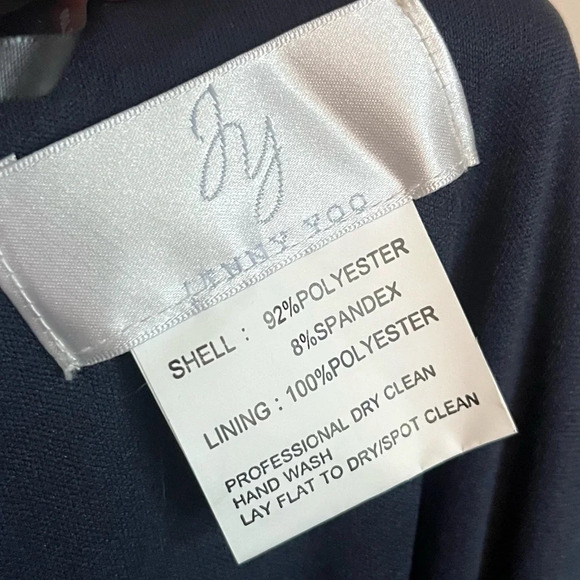 Jy
JENNY YOO
SHELL : 92%POLYESTER
8%SPANDEX
LINING : 100%POLYESTER
PROFESSIONAL DRY CLEAN
HAND WASH
LAY FLAT TO DRY/SPOT CLEAN